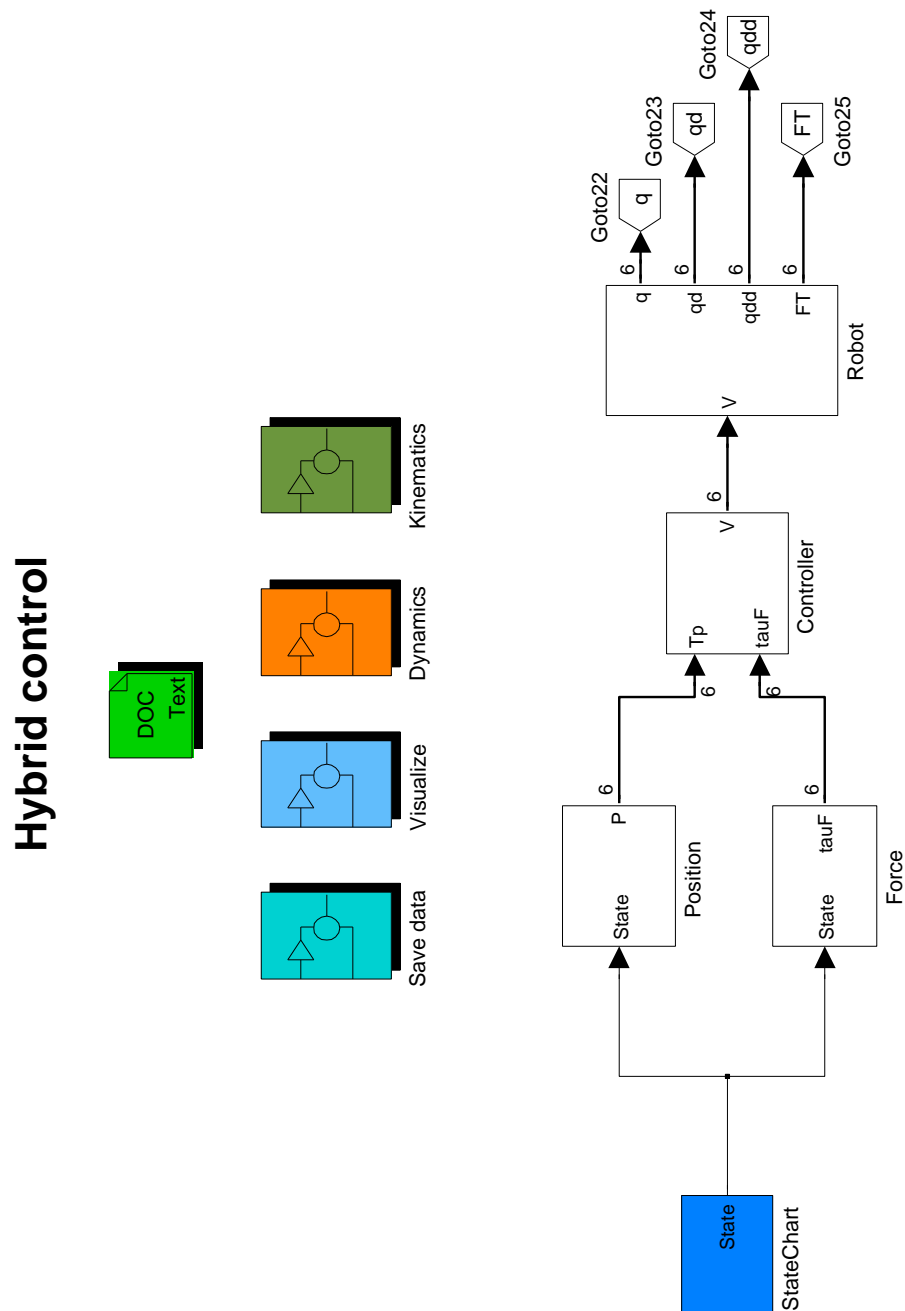 Hybrid control
DOC
Text
Save data
Visualize
Dynamics
Kinematics
State
StateChart
State
P
6
Position
State
tauF
6
Force
6
Tp
6
tauF
V
6
Controller
V
q
6
qd
6
qdd
6
FT
6
Robot
Goto22
q
Goto23
qd
Goto24
qdd
FT
Goto25